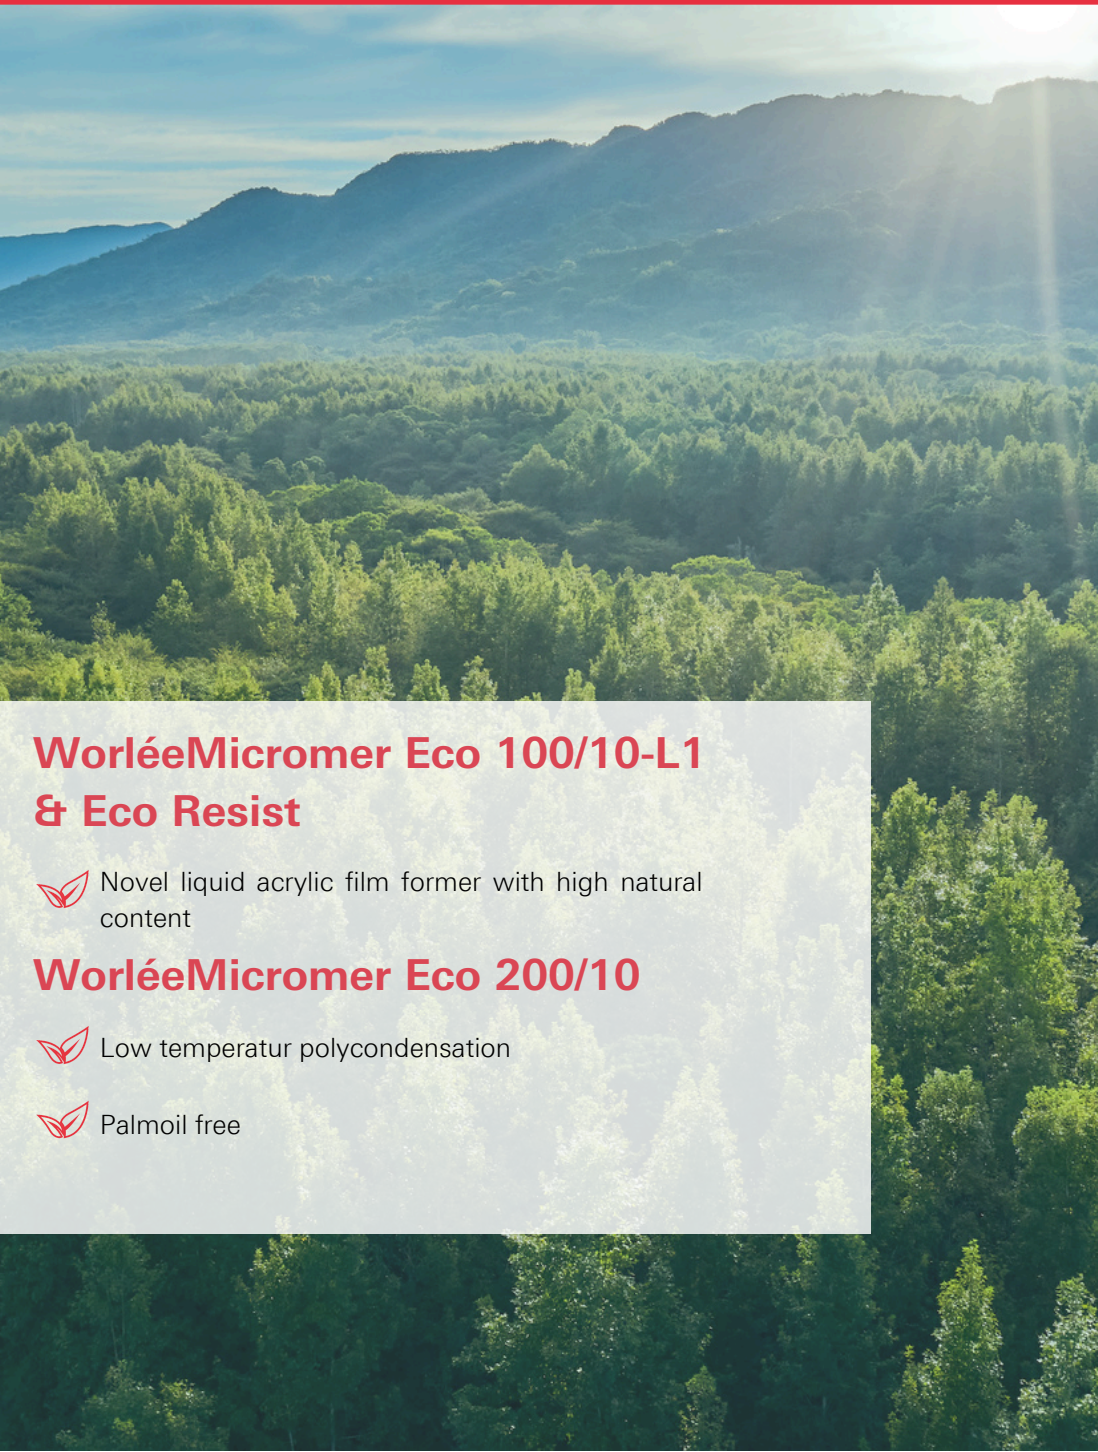 WorléeMicromer Eco 100/10-L1
& Eco Resist
Novel liquid acrylic film former with high natural
content
WorléeMicromer Eco 200/10
Low temperatur polycondensation
Palmoil free